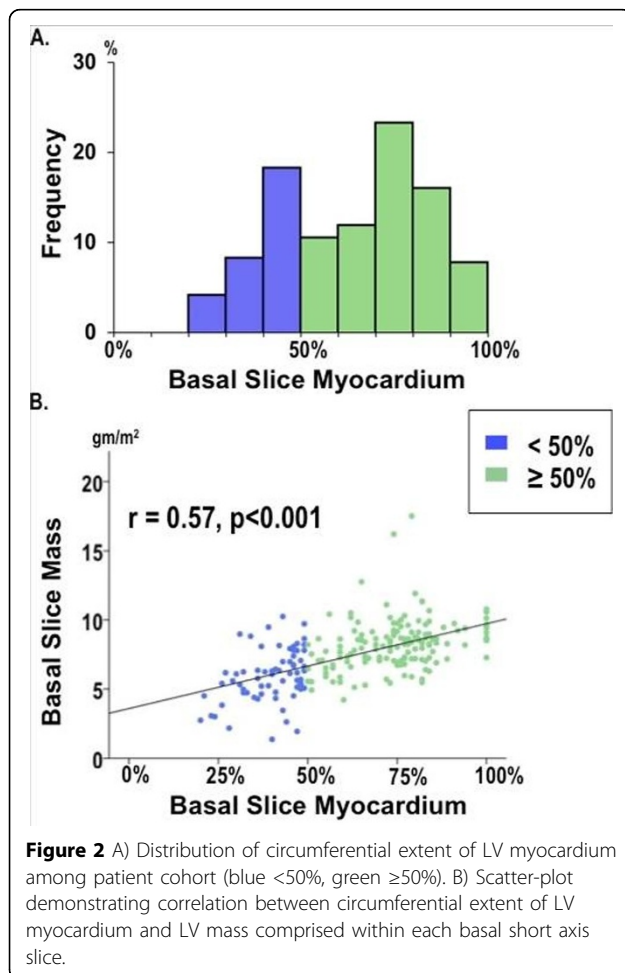 A.
%
30
20
10
0
Frequency
0% 50% 100%
Basal Slice Myocardium
B.
gm/m²
< 50%
≥ 50%
20
15
10
5
0
r = 0.57, p<0.001
Basal Slice Mass
0% 25% 50% 75% 100%
Basal Slice Myocardium
Figure 2 A) Distribution of circumferential extent of LV myocardium
among patient cohort (blue <50%, green ≥50%). B) Scatter-plot
demonstrating correlation between circumferential extent of LV
myocardium and LV mass comprised within each basal short axis
slice.